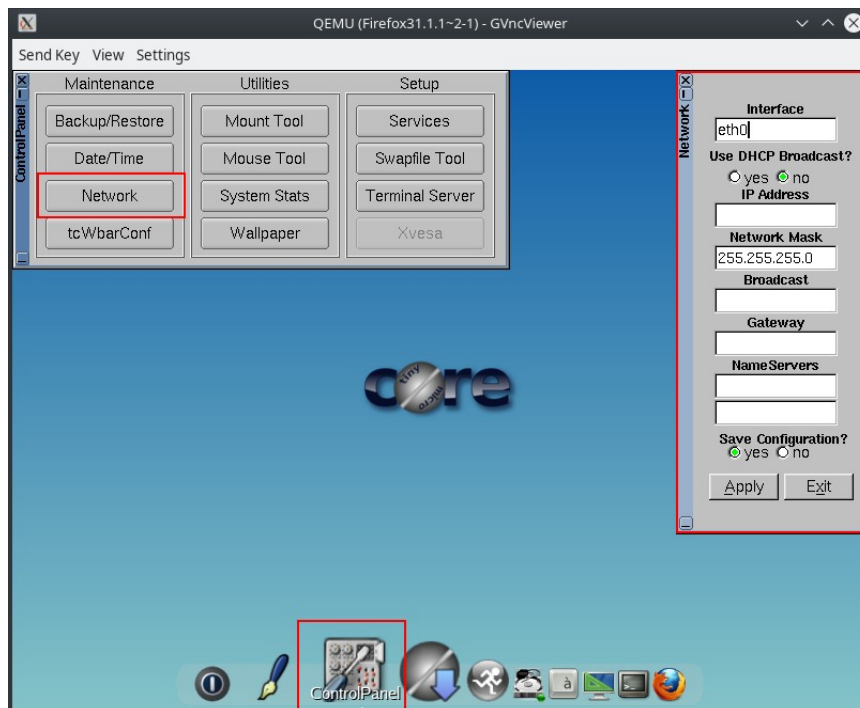 QEMU (Firefox31.1.1~2-1) - GVncViewer
Send Key View Settings
ControlPanel
Maintenance
Backup/Restore
Date/Time
Network
tcWbarConf
Utilities
Mount Tool
Mouse Tool
System Stats
Wallpaper
Setup
Services
Swapfile Tool
Terminal Server
Xvesa
Network
Interface
eth0
Use DHCP Broadcast?
yes no
IP Address
Network Mask
255.255.255.0
Broadcast
Gateway
NameServers
Save Configuration?
yes no
Apply Exit
core
tiny
micro
ControlPanel
à